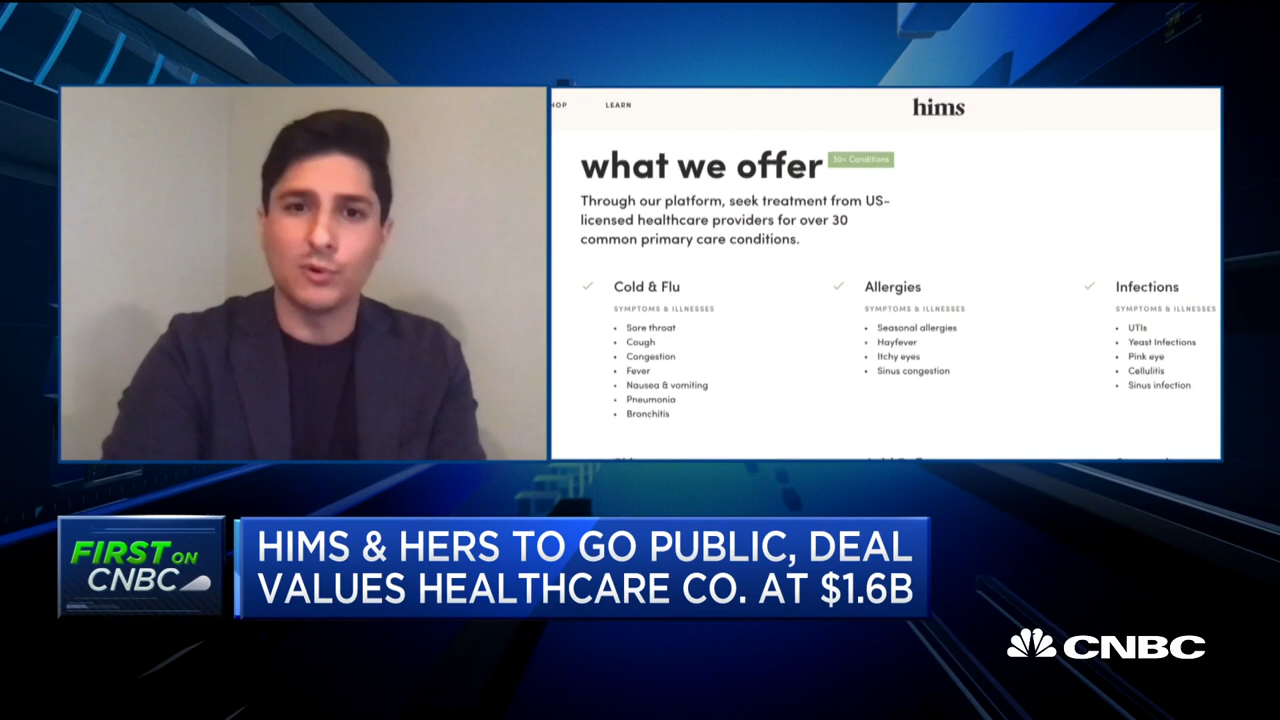 HOP LEARN hims
what we offer 30+ Conditions
Through our platform, seek treatment from US-
licensed healthcare providers for over 30
common primary care conditions.
Cold & Flu
SYMPTOMS & ILLNESSES
Sore throat
Cough
Congestion
Fever
Nausea & vomiting
Pneumonia
Bronchitis
Allergies
SYMPTOMS & ILLNESSES
Seasonal allergies
Hayfever
Itchy eyes
Sinus congestion
Infections
SYMPTOMS & ILLNESSES
UTIs
Yeast Infections
Pink eye
Cellulitis
Sinus infection
FIRST ON
CNBC
HIMS & HERS TO GO PUBLIC, DEAL
VALUES HEALTHCARE CO. AT $1.6B
CNBC